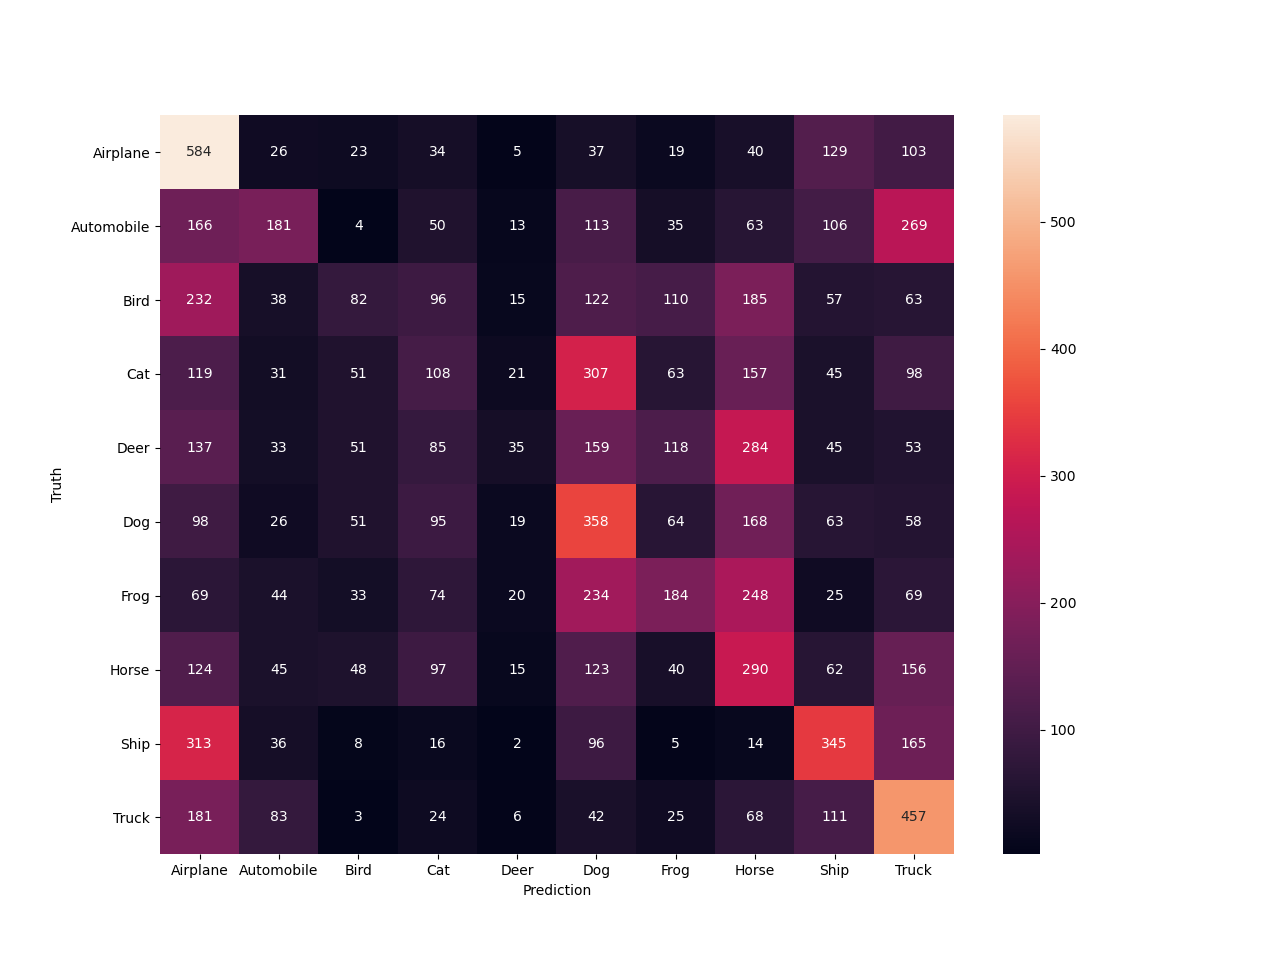 Airplane 584 26 23 34 5 37 19 40 129 103
Automobile 166 181 4 50 13 113 35 63 106 269
Bird 232 38 82 96 15 122 110 185 57 63
Cat 119 31 51 108 21 307 63 157 45 98
Deer 137 33 51 85 35 159 118 284 45 53
Dog 98 26 51 95 19 358 64 168 63 58
Frog 69 44 33 74 20 234 184 248 25 69
Horse 124 45 48 97 15 123 40 290 62 156
Ship 313 36 8 16 2 96 5 14 345 165
Truck 181 83 3 24 6 42 25 68 111 457
Airplane Automobile Bird Cat Deer Dog Frog Horse Ship Truck
Prediction
Truth
500
400
300
200
100